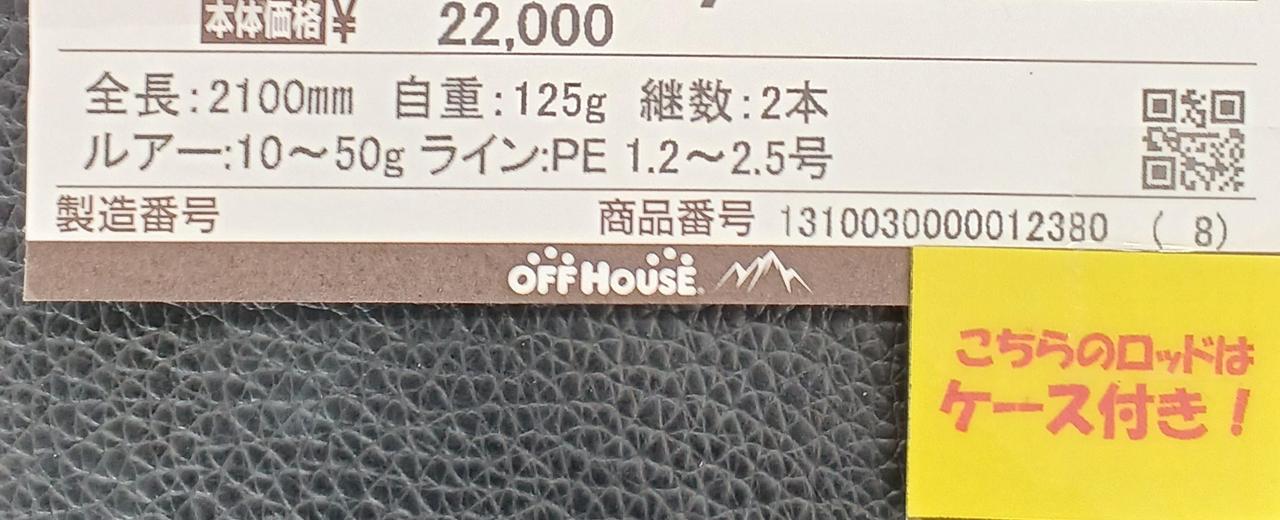 本体価格 ¥ 22,000
全長:2100mm 自重:125g 継数:2本
ルアー:10〜50g ライン:PE 1.2〜2.5号
製造番号 商品番号 1310030000012380 ( 8)
OFF HOUSE
こちらのロッドは
ケース付き!